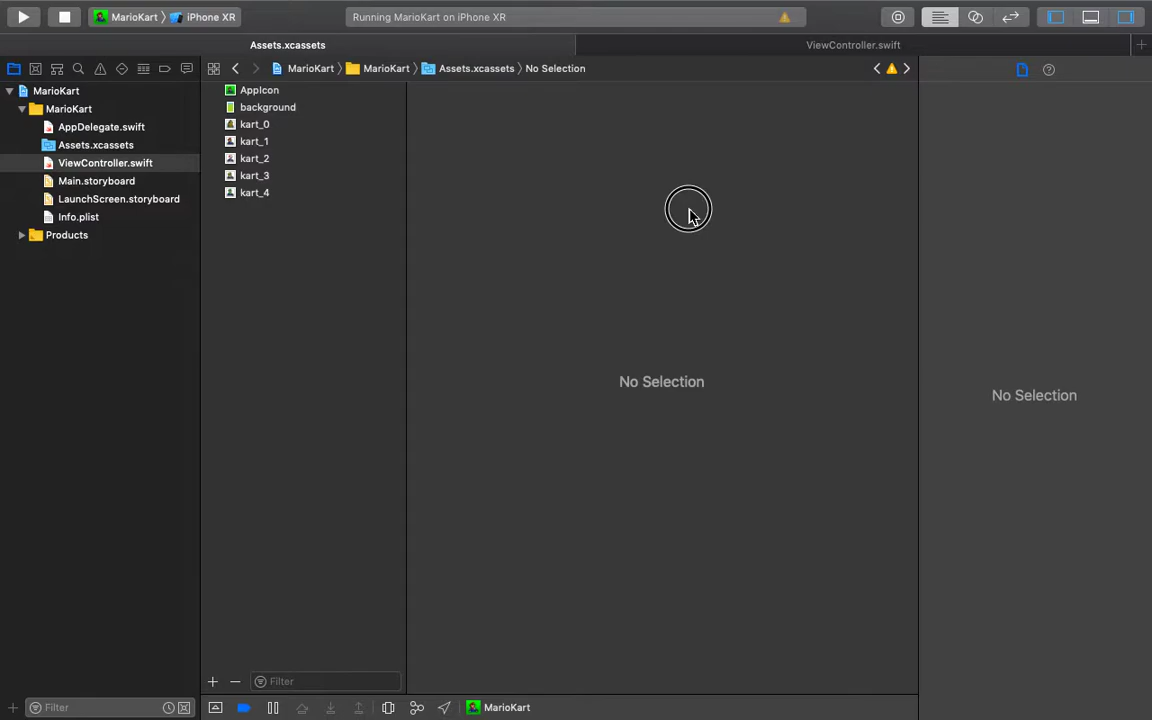 MarioKart 〉 iPhone XR
Running MarioKart on iPhone XR
Assets.xcassets
ViewController.swift
MarioKart 〉 MarioKart 〉 Assets.xcassets 〉 No Selection
MarioKart
MarioKart
AppDelegate.swift
Assets.xcassets
ViewController.swift
Main.storyboard
LaunchScreen.storyboard
Info.plist
Products
AppIcon
background
kart_0
kart_1
kart_2
kart_3
kart_4
No Selection
No Selection
Filter
Filter
MarioKart